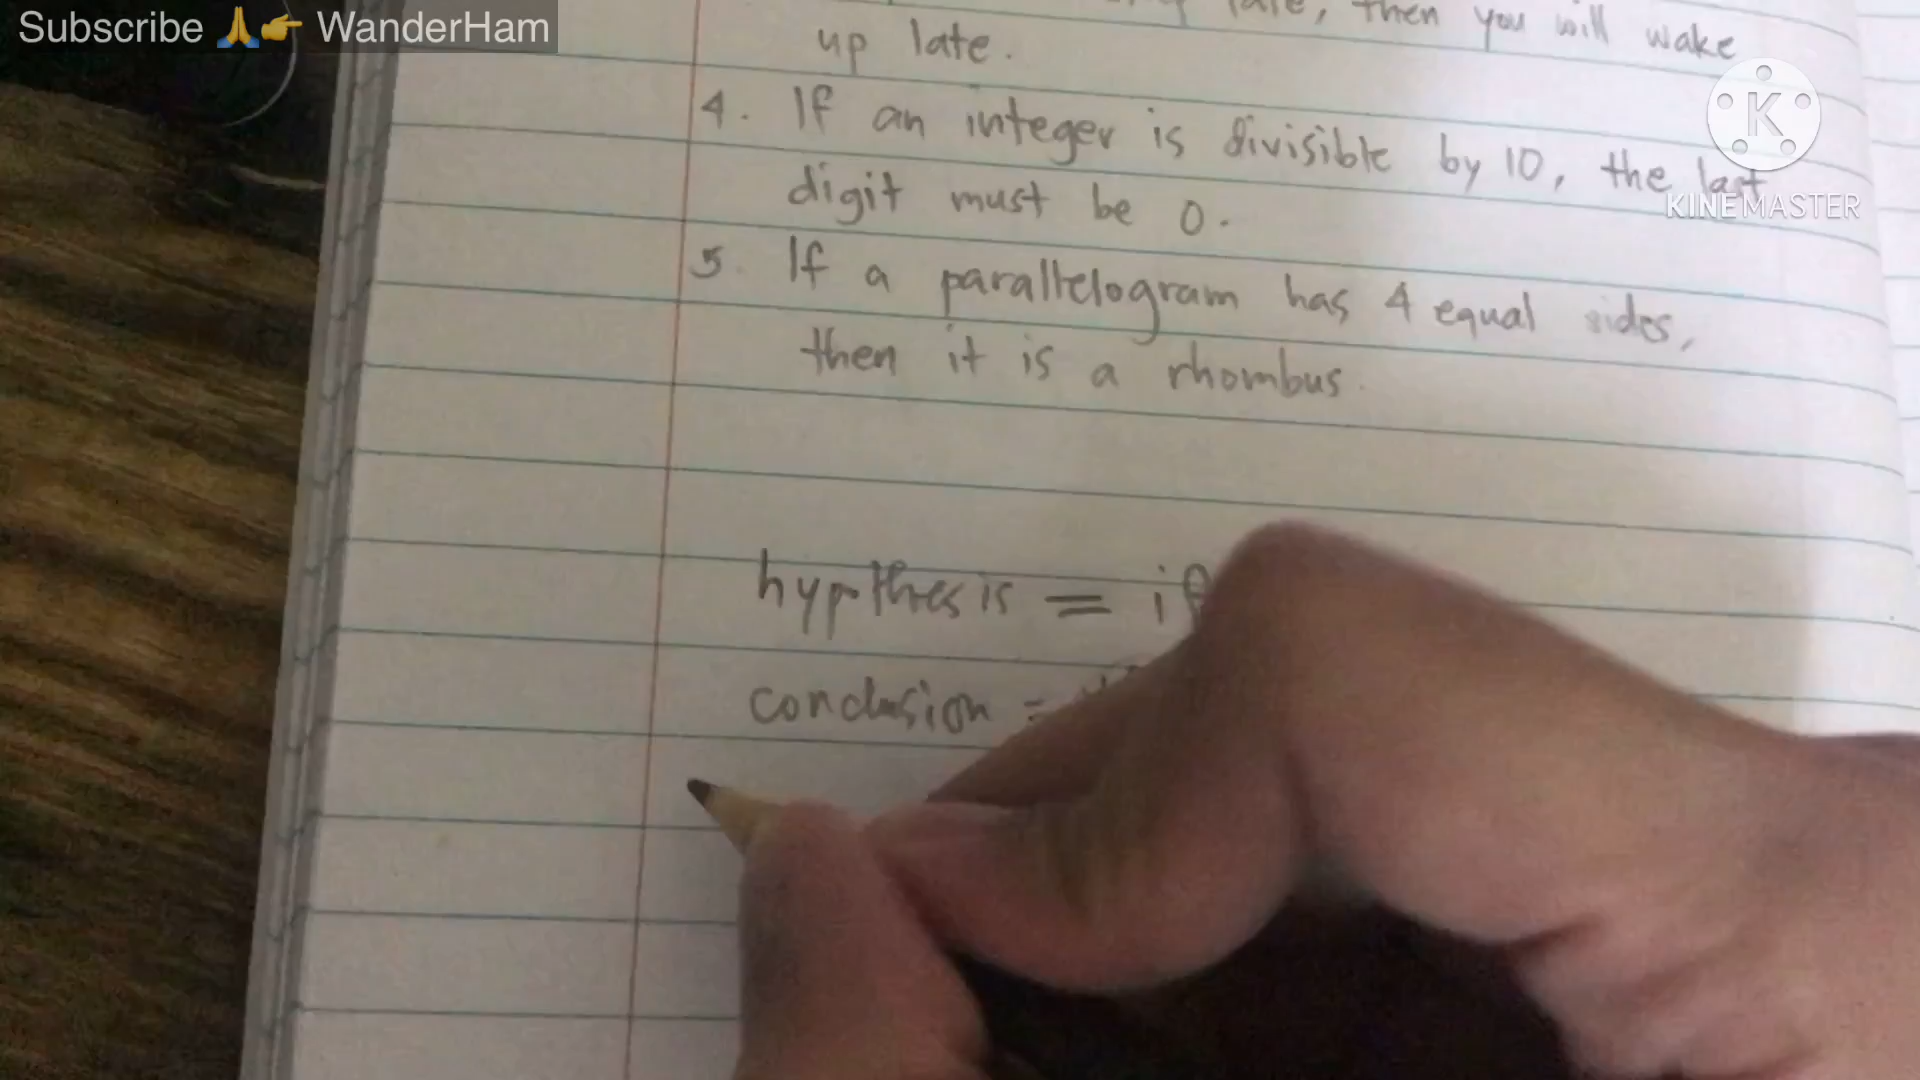 Subscribe 🙏👉 WanderHam
late, then you will wake
up late.
4. If an integer is divisible by 10, the last
digit must be 0.
5. If a parallelogram has 4 equal sides,
then it is a rhombus.
hypothesis = if
conclusion =
K
KINEMASTER